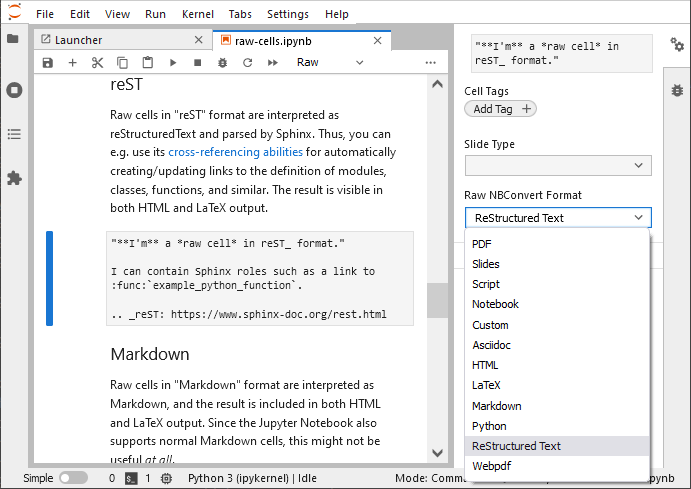 File Edit View Run Kernel Tabs Settings Help
Launcher
raw-cells.ipynb
Raw
reST
Raw cells in "reST" format are interpreted as
reStructuredText and parsed by Sphinx. Thus, you can
e.g. use its cross-referencing abilities for automatically
creating/updating links to the definition of modules,
classes, functions, and similar. The result is visible in
both HTML and LaTeX output.
"**I'm** a *raw cell* in reST_ format."
I can contain Sphinx roles such as a link to
:func:`example_python_function`.
.. _reST: https://www.sphinx-doc.org/rest.html
Markdown
Raw cells in "Markdown" format are interpreted as
Markdown, and the result is included in both HTML
and LaTeX output. Since the Jupyter Notebook also
supports normal Markdown cells, this might not be
useful at all.
"**I'm** a *raw cell* in
reST_ format."
Cell Tags
Add Tag
Slide Type
Raw NBConvert Format
ReStructured Text
PDF
Slides
Script
Notebook
Custom
Asciidoc
HTML
LaTeX
Markdown
Python
ReStructured Text
Webpdf
Simple 0 1 Python 3 (ipykernel) | Idle Mode: Comm ipynb